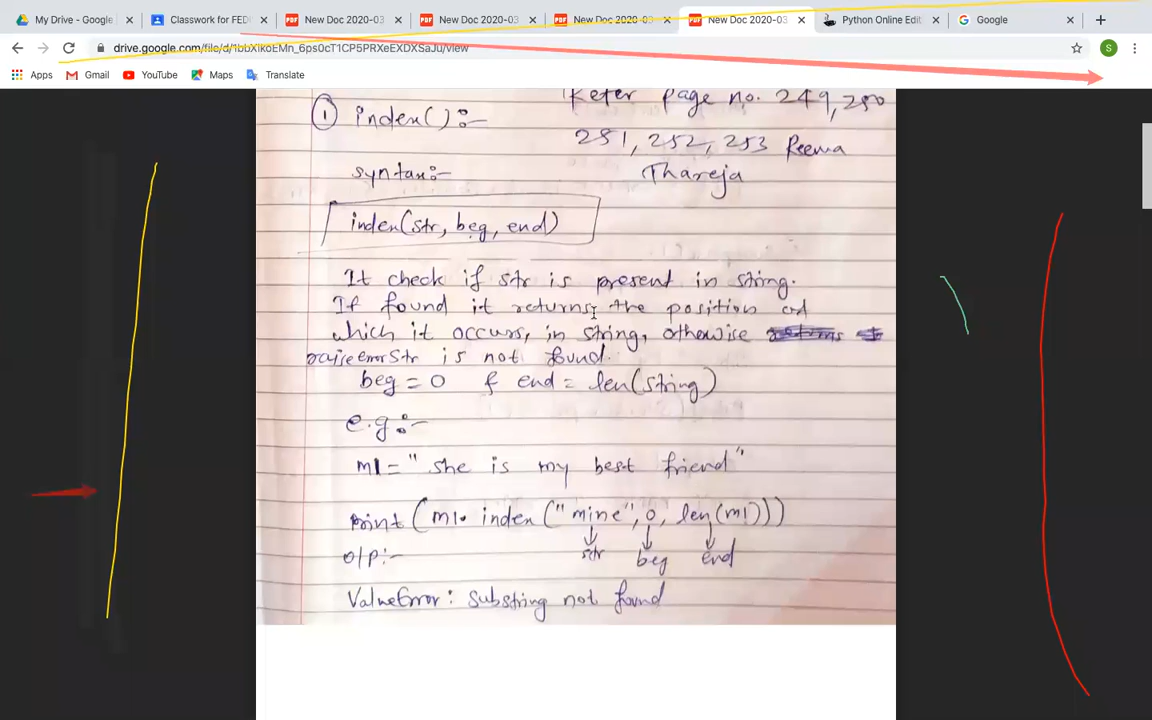 My Drive - Google
Classwork for FED
New Doc 2020-03
New Doc 2020-03
New Doc 2020-03
New Doc 2020-03
Python Online Edit
Google
drive.google.com/file/d/1bbXlkoEMn_6ps0cT1CP5PRXeEXDXSaJu/view
S
Apps
Gmail
YouTube
Maps
Translate
① index() :-
Refer page no. 249, 250
251, 252, 253 Reema
Thareja
syntax:-
index(str, beg, end)
It check if str is present in string.
If found it returns the position at
which it occurs, in string, otherwise
raise error Str is not found.
beg = 0 & end = len(string)
e.g :-
m1 = "she is my best friend"
print (m1. index ("mine", 0, len(m1)))
str beg end
O/P:-
ValueError: substring not found